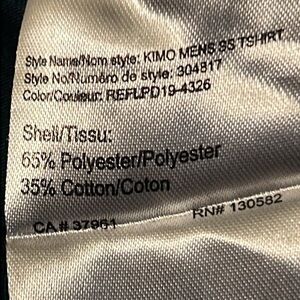 Style Name/Nom style: KIMO MENS SS TSHIRT
Style No/Numéro de style: 304817
Color/Couleur: REFLPD19-4326
Shell/Tissu:
65% Polyester/Polyester
35% Cotton/Coton
CA# 37961 RN# 130582